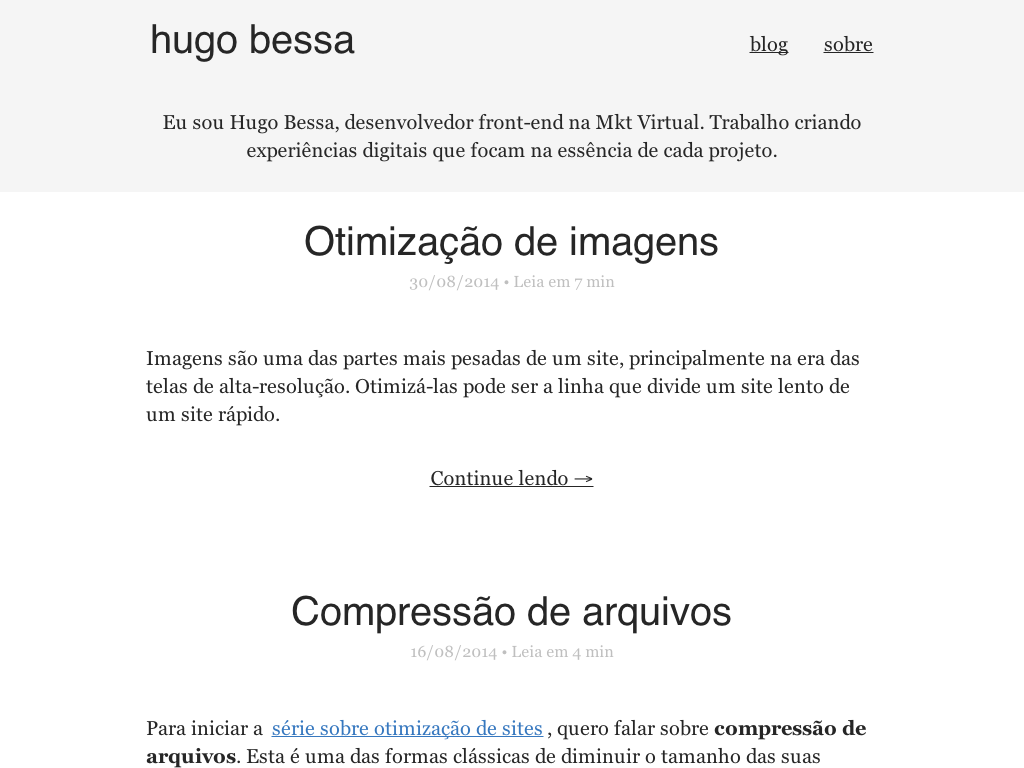 hugo bessa
blog sobre
Eu sou Hugo Bessa, desenvolvedor front-end na Mkt Virtual. Trabalho criando
experiências digitais que focam na essência de cada projeto.
Otimização de imagens
30/08/2014 • Leia em 7 min
Imagens são uma das partes mais pesadas de um site, principalmente na era das
telas de alta-resolução. Otimizá-las pode ser a linha que divide um site lento de
um site rápido.
Continue lendo →
Compressão de arquivos
16/08/2014 • Leia em 4 min
Para iniciar a série sobre otimização de sites , quero falar sobre compressão de
arquivos. Esta é uma das formas clássicas de diminuir o tamanho das suas